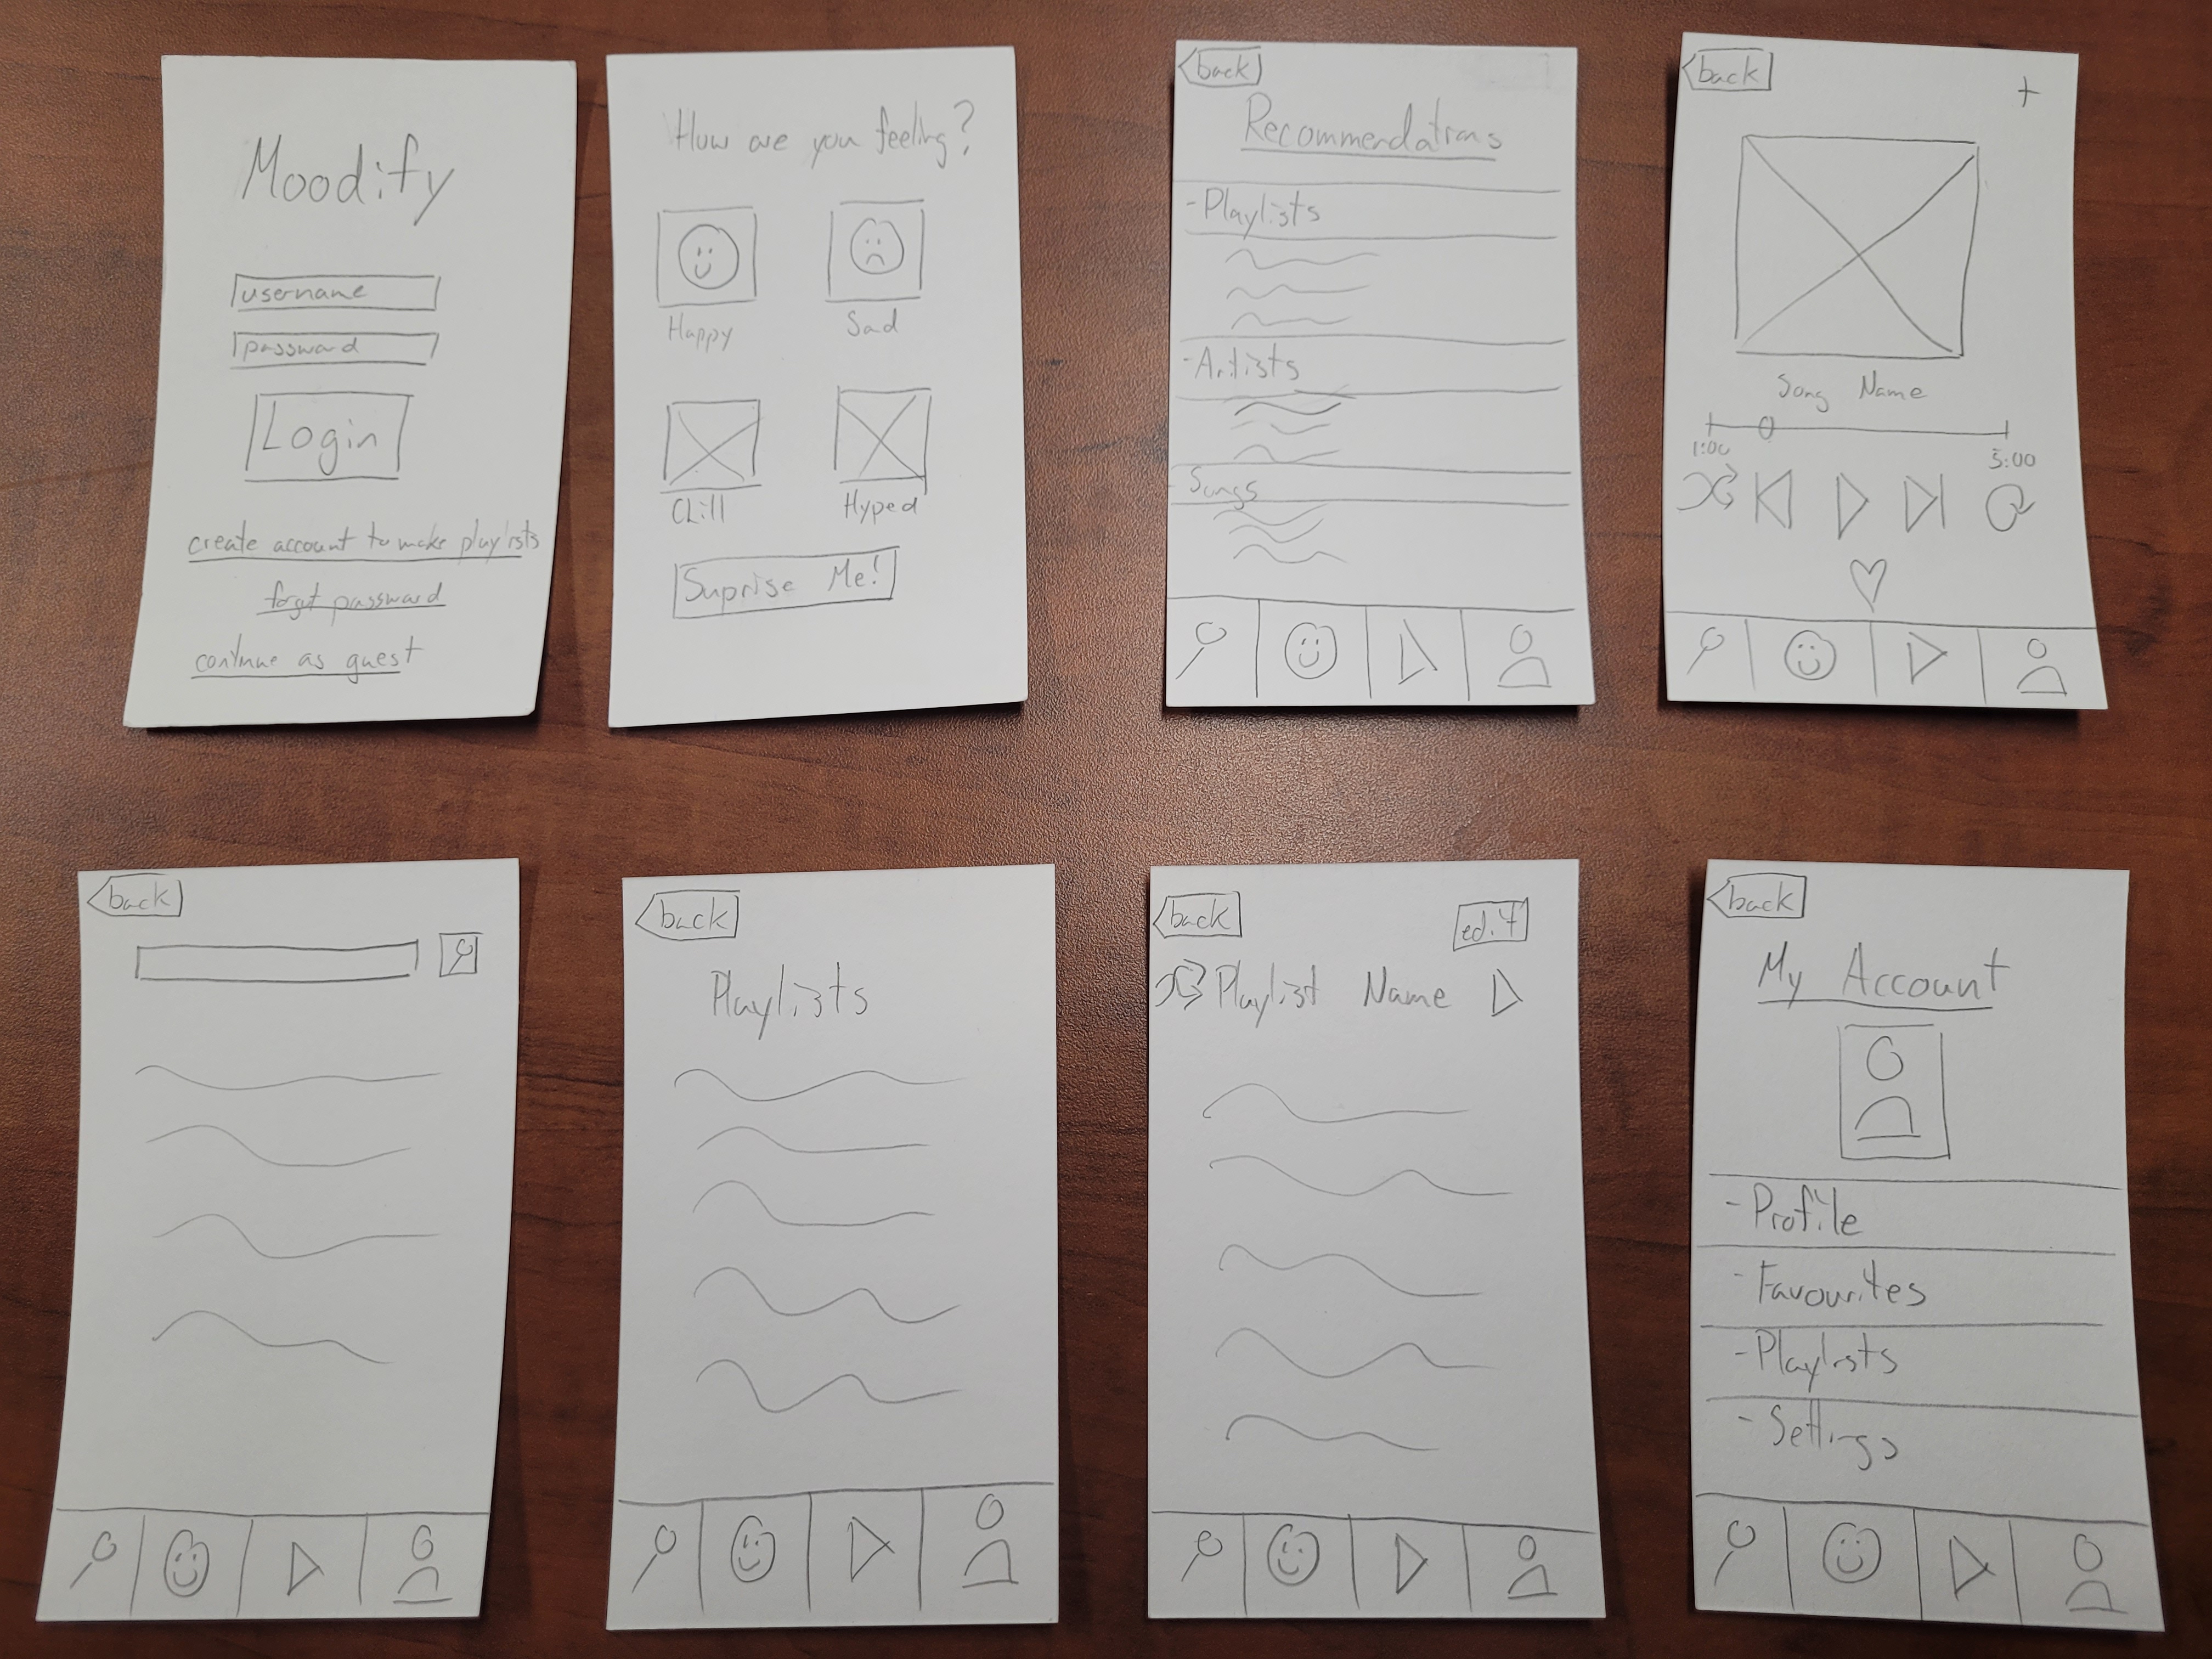 Moodify
username
password
Login
create account to make playlists
forgot password
continue as guest
How are you feeling?
Happy
Sad
Chill
Hyped
Suprise Me!
back
Recommendations
-Playlists
-Artists
Songs
back
+
Song Name
1:00
3:00
back
back
Playlists
back
edit
Playlist Name
back
My Account
-Profile
-Favourites
-Playlists
-Settings